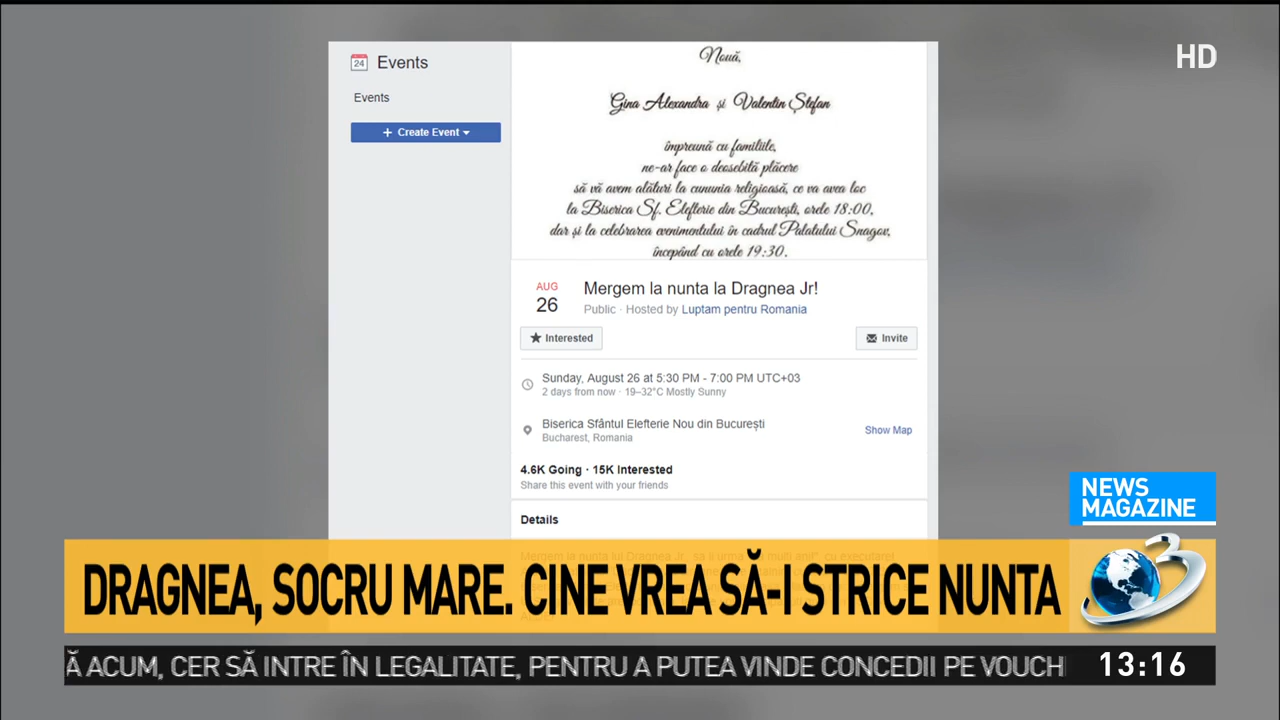 HD
24 Events
Events
+ Create Event
Nouă,
Gina Alexandra și Valentin Ștefan
împreună cu familiile,
ne-ar face o deosebită plăcere
să vă avem alături la cununia religioasă, ce va avea loc
la Biserica Sf. Elefterie din București, orele 18:00,
dar și la celebrarea evenimentului în cadrul Palatului Snagov,
începând cu orele 19:30.
AUG
26
Mergem la nunta la Dragnea Jr!
Public · Hosted by Luptam pentru Romania
Interested
Invite
Sunday, August 26 at 5:30 PM - 7:00 PM UTC+03
2 days from now · 19–32°C Mostly Sunny
Biserica Sfântul Elefterie Nou din București
Bucharest, Romania
Show Map
4.6K Going · 15K Interested
Share this event with your friends
Details
NEWS
MAGAZINE
DRAGNEA, SOCRU MARE. CINE VREA SĂ-I STRICE NUNTA
3
Ă ACUM, CER SĂ INTRE ÎN LEGALITATE, PENTRU A PUTEA VINDE CONCEDII PE VOUCH
13:16